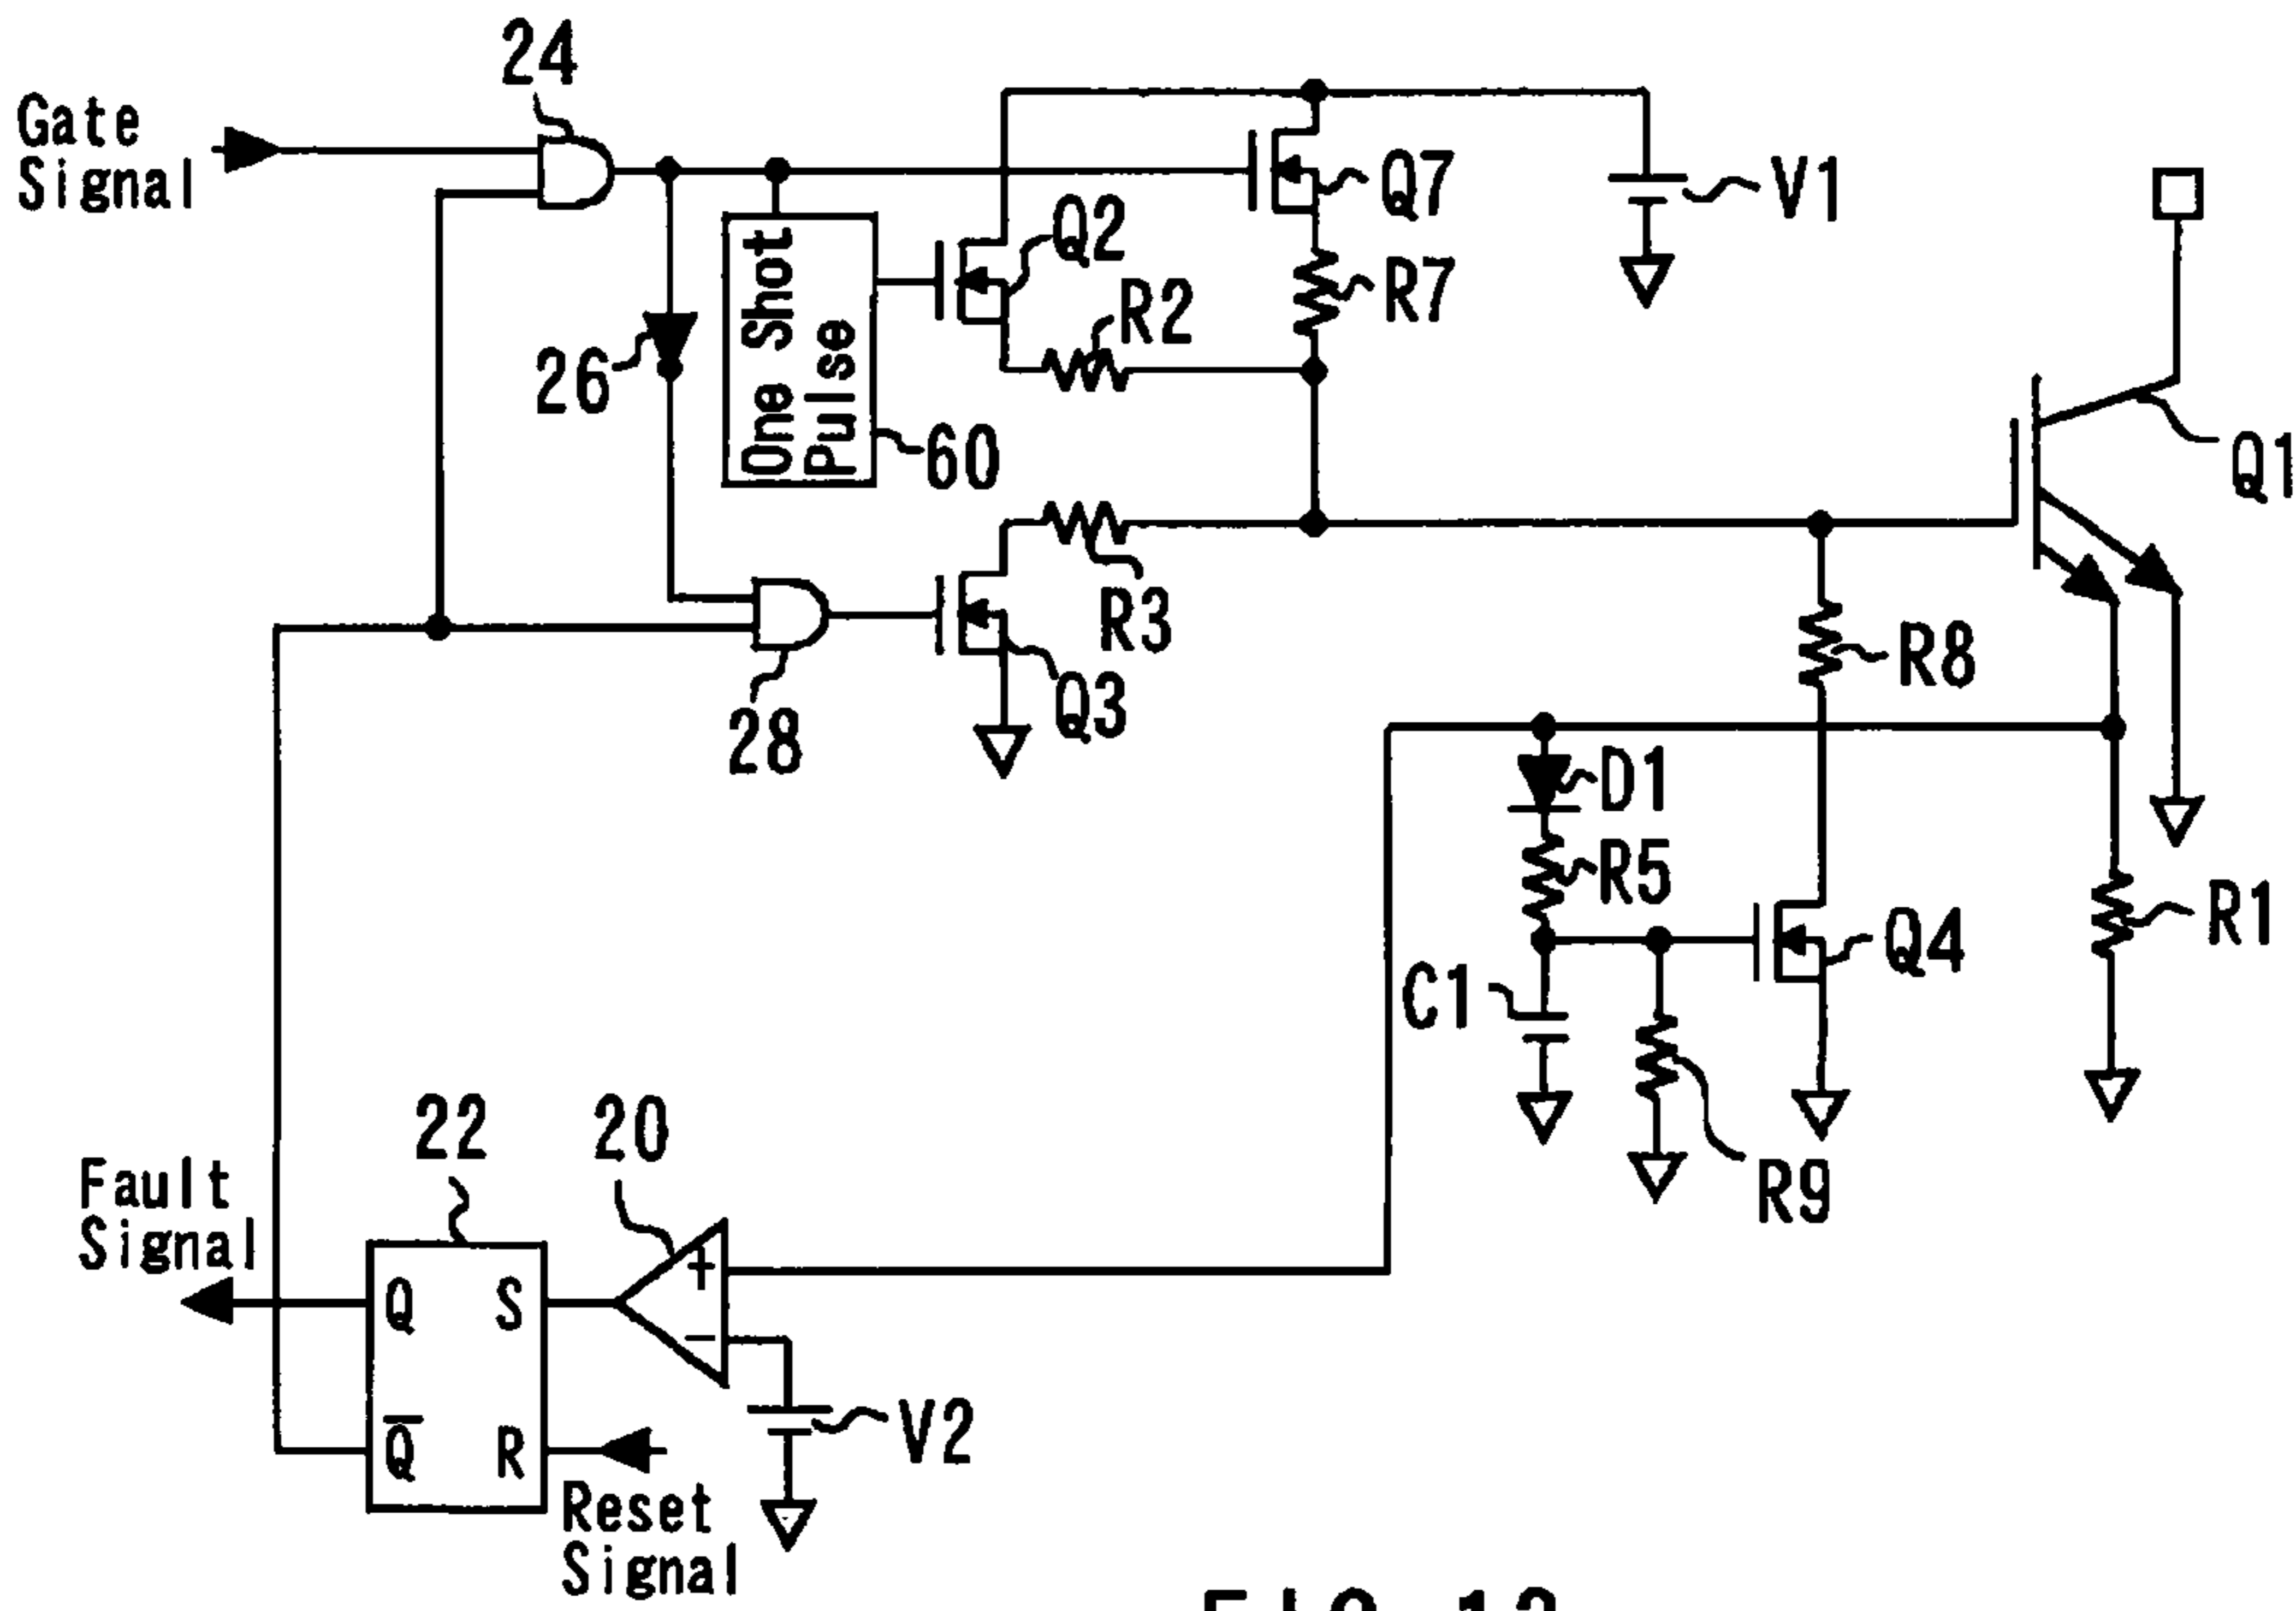 24
Gate
Signal
Q7
V1
Q2
R2
R7
One Shot
Pulse
26
60
Q1
R3
Q3
28
R8
D1
R5
C1
Q4
R1
R9
22
20
Fault
Signal
Q
S
+
−
Q̅
R
V2
Reset
Signal